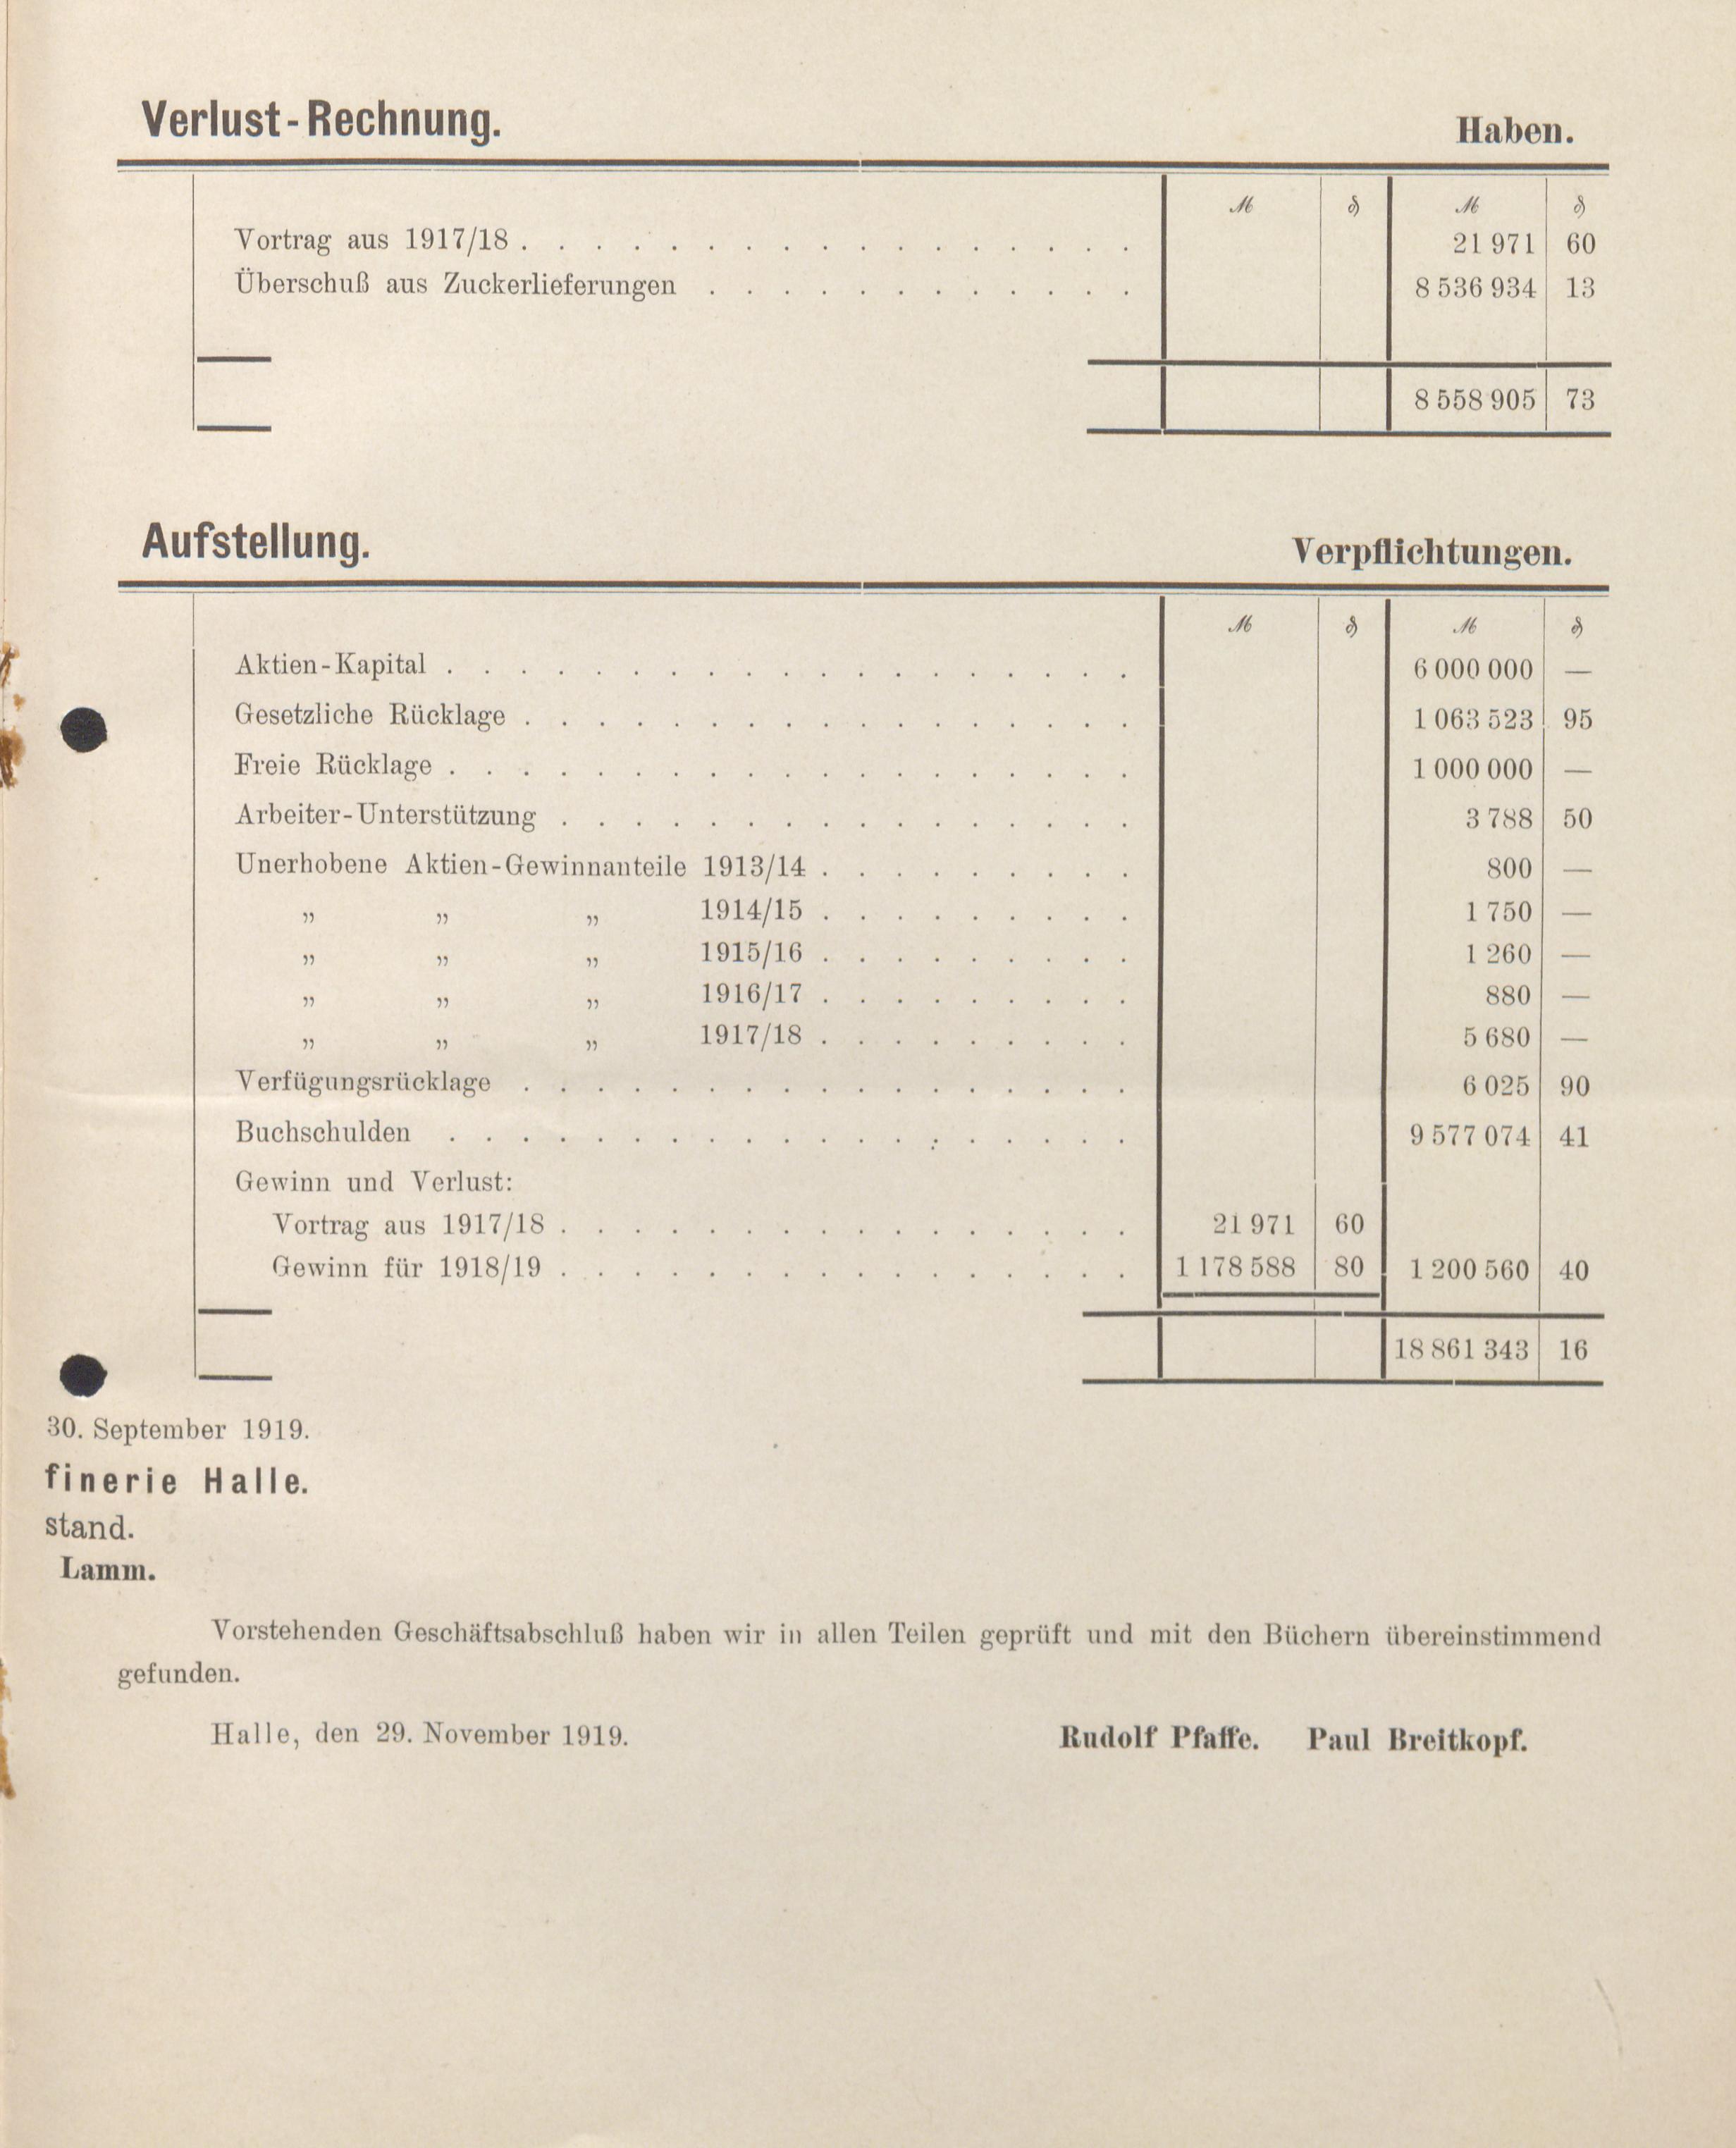 Verlust-Rechnung. Haben.
ℳ ₰ ℳ ₰
Vortrag aus 1917/18 . . . . . . . . . . . . . . . . . 21 971 60
Überschuß aus Zuckerlieferungen . . . . . . . . . . . . 8 536 934 13
8 558 905 73
Aufstellung. Verpflichtungen.
ℳ ₰ ℳ ₰
Aktien-Kapital . . . . . . . . . . . . . . . . . . . 6 000 000 —
Gesetzliche Rücklage . . . . . . . . . . . . . . . . . 1 063 523 95
Freie Rücklage . . . . . . . . . . . . . . . . . . . 1 000 000 —
Arbeiter-Unterstützung . . . . . . . . . . . . . . . . 3 788 50
Unerhobene Aktien-Gewinnanteile 1913/14 . . . . . . . . . 800 —
„ „ „ 1914/15 . . . . . . . . . 1 750 —
„ „ „ 1915/16 . . . . . . . . . 1 260 —
„ „ „ 1916/17 . . . . . . . . . 880 —
„ „ „ 1917/18 . . . . . . . . . 5 680 —
Verfügungsrücklage . . . . . . . . . . . . . . . . . 6 025 90
Buchschulden . . . . . . . . . . . . . . . . . . . 9 577 074 41
Gewinn und Verlust:
Vortrag aus 1917/18 . . . . . . . . . . . . . . . . 21 971 60
Gewinn für 1918/19 . . . . . . . . . . . . . . . . 1 178 588 80 1 200 560 40
18 861 343 16
30. September 1919.
finerie Halle.
stand.
Lamm.
Vorstehenden Geschäftsabschluß haben wir in allen Teilen geprüft und mit den Büchern übereinstimmend
gefunden.
Halle, den 29. November 1919. Rudolf Pfaffe. Paul Breitkopf.